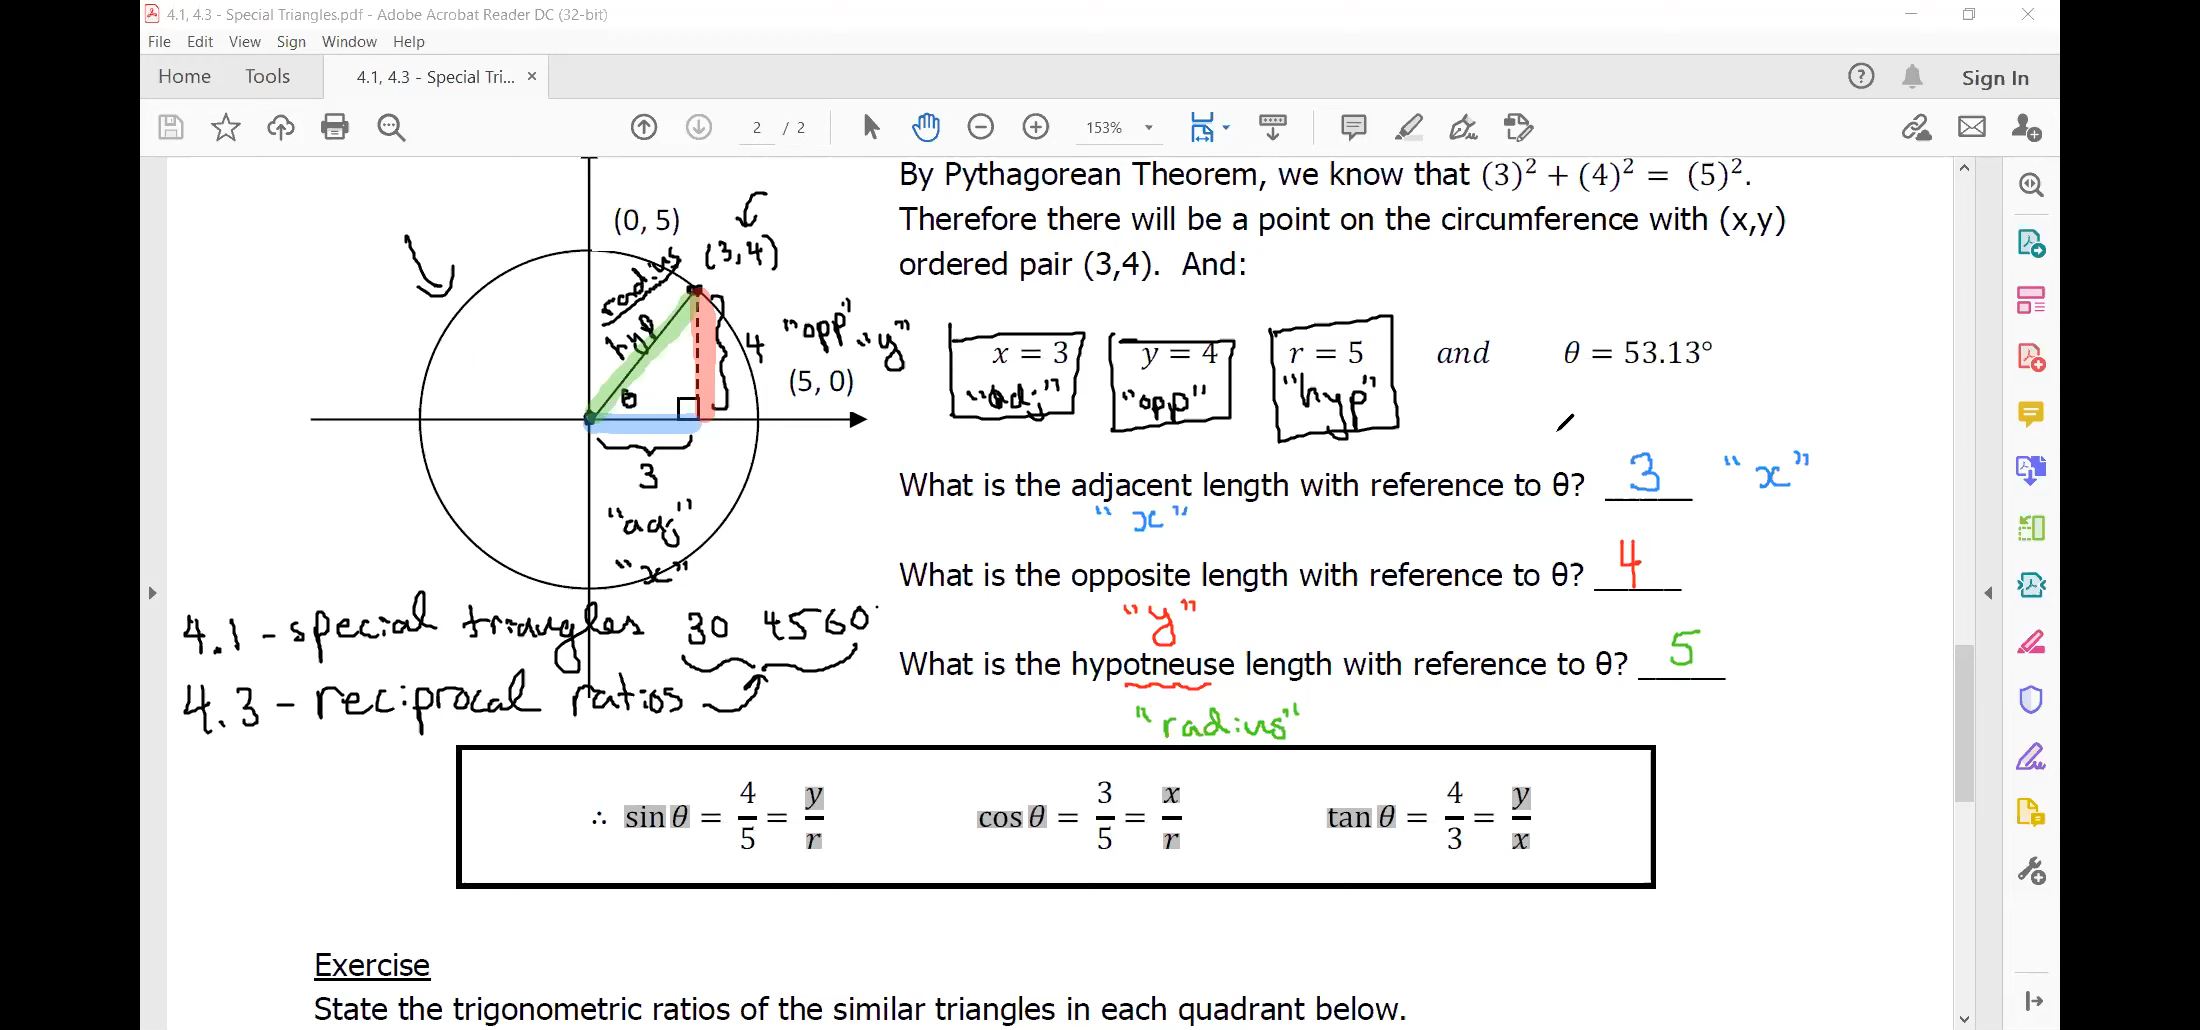 4.1, 4.3 - Special Triangles.pdf - Adobe Acrobat Reader DC (32-bit)
File Edit View Sign Window Help
Home Tools 4.1, 4.3 - Special Tri... × Sign In
2 / 2 153%
By Pythagorean Theorem, we know that (3)² + (4)² = (5)².
Therefore there will be a point on the circumference with (x,y)
ordered pair (3,4). And:
(0, 5)
(3,4)
radius
hyp
4 "opp" "y"
(5, 0)
θ
3
"adj"
"x"
x = 3 y = 4 r = 5 and θ = 53.13°
"adj" "opp" "hyp"
What is the adjacent length with reference to θ? 3 "x"
"x"
What is the opposite length with reference to θ? 4
"y"
What is the hypotneuse length with reference to θ? 5
"radius"
4.1 - special triangles 30 45 60
4.3 - reciprocal ratios
∴ sin θ = 4/5 = y/r cos θ = 3/5 = x/r tan θ = 4/3 = y/x
Exercise
State the trigonometric ratios of the similar triangles in each quadrant below.